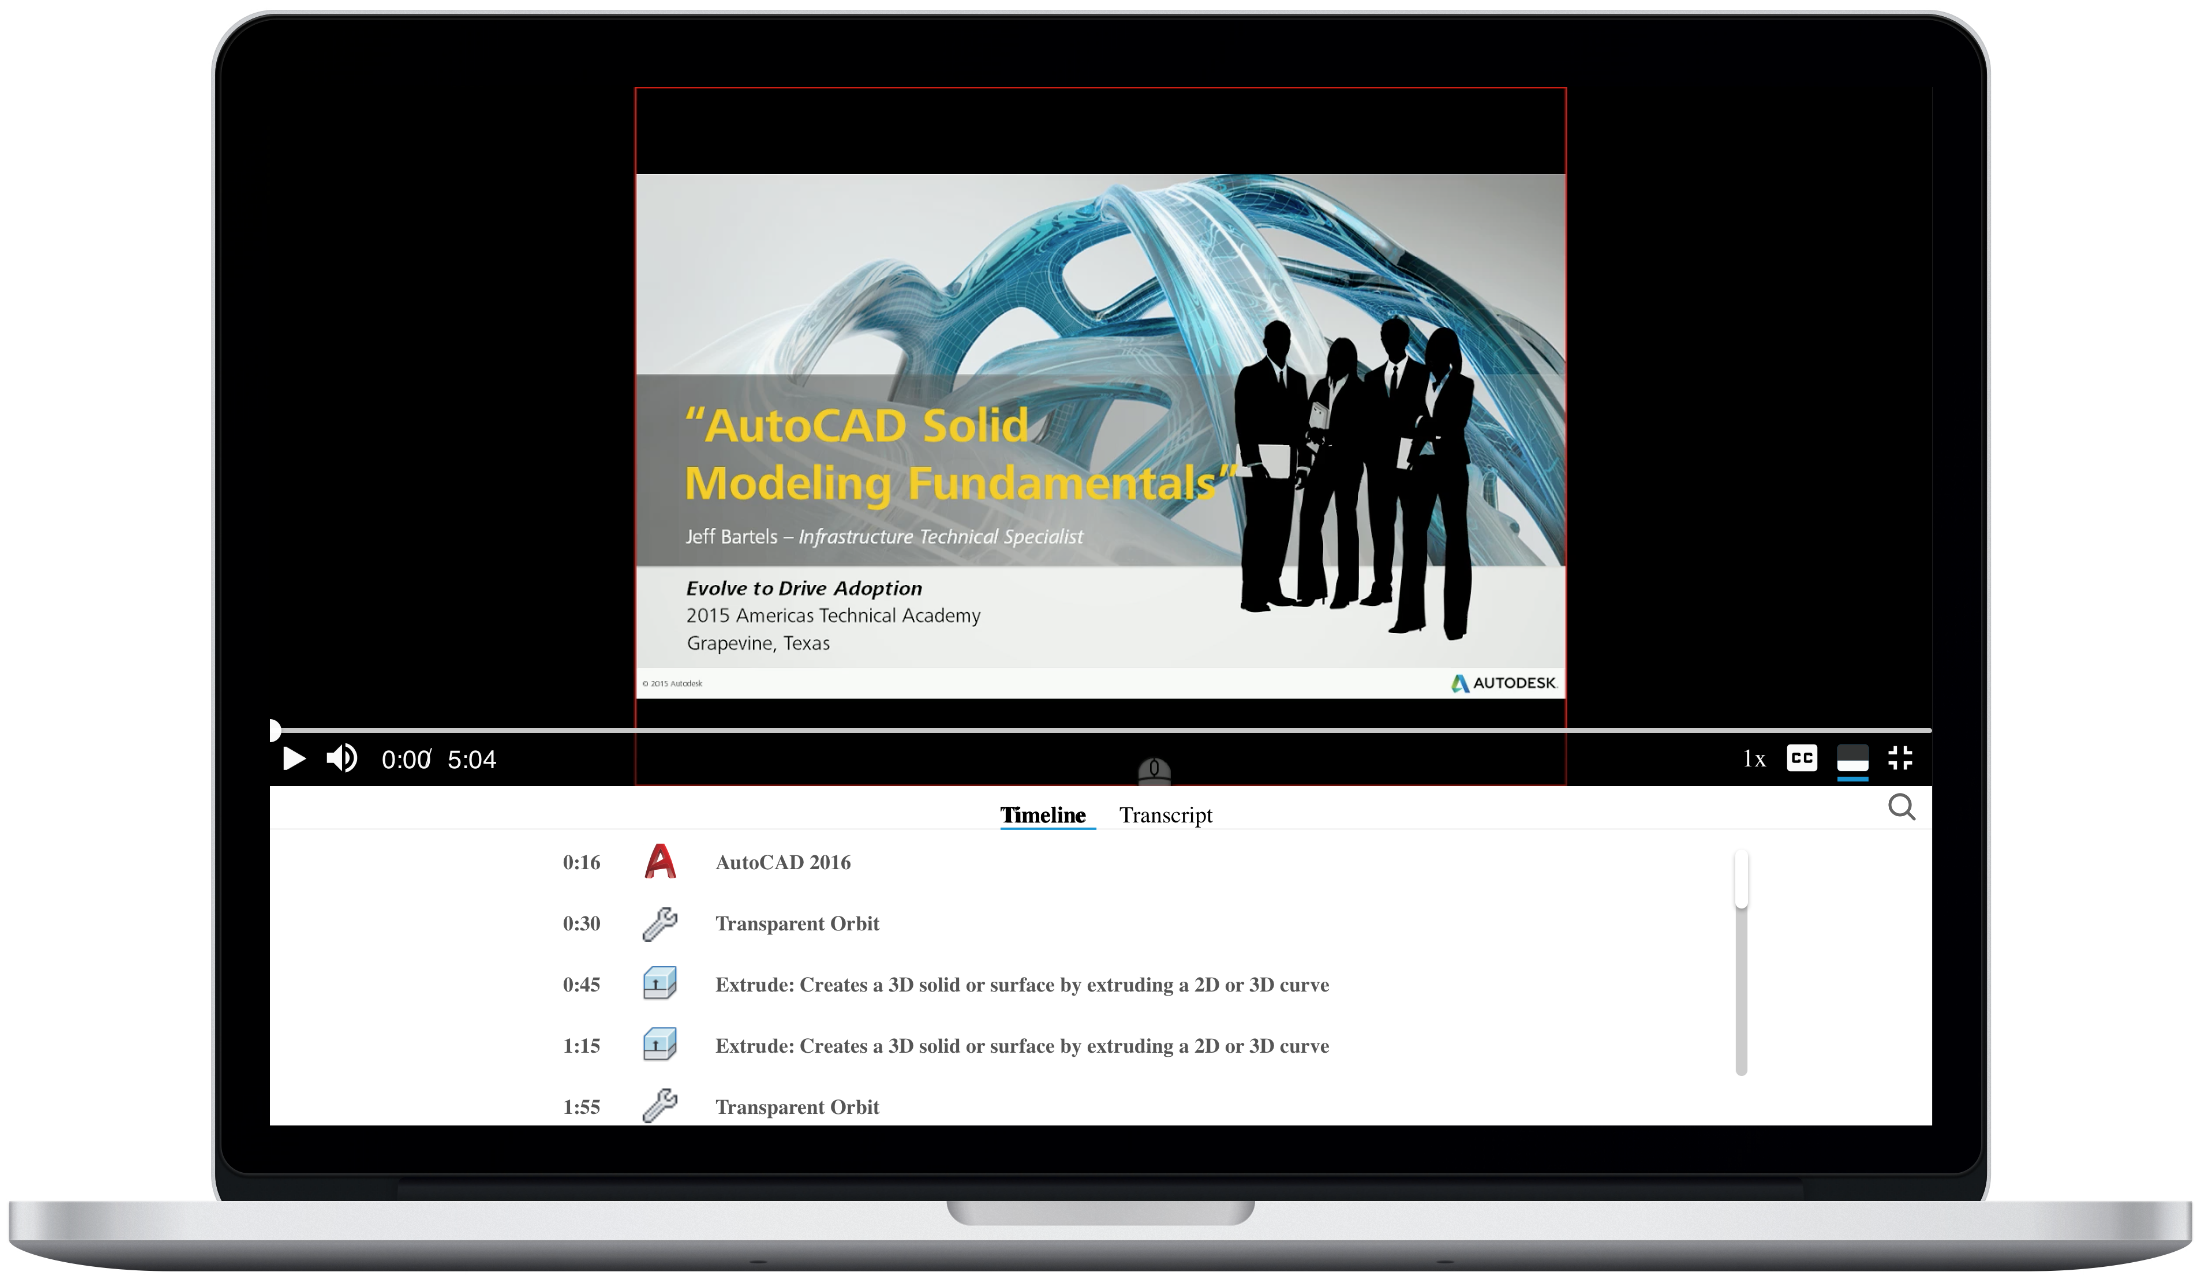 “AutoCAD Solid
Modeling Fundamentals”
Jeff Bartels – Infrastructure Technical Specialist
Evolve to Drive Adoption
2015 Americas Technical Academy
Grapevine, Texas
© 2015 Autodesk
AUTODESK
0:00/ 5:04
1x CC
Timeline Transcript
0:16 AutoCAD 2016
0:30 Transparent Orbit
0:45 Extrude: Creates a 3D solid or surface by extruding a 2D or 3D curve
1:15 Extrude: Creates a 3D solid or surface by extruding a 2D or 3D curve
1:55 Transparent Orbit